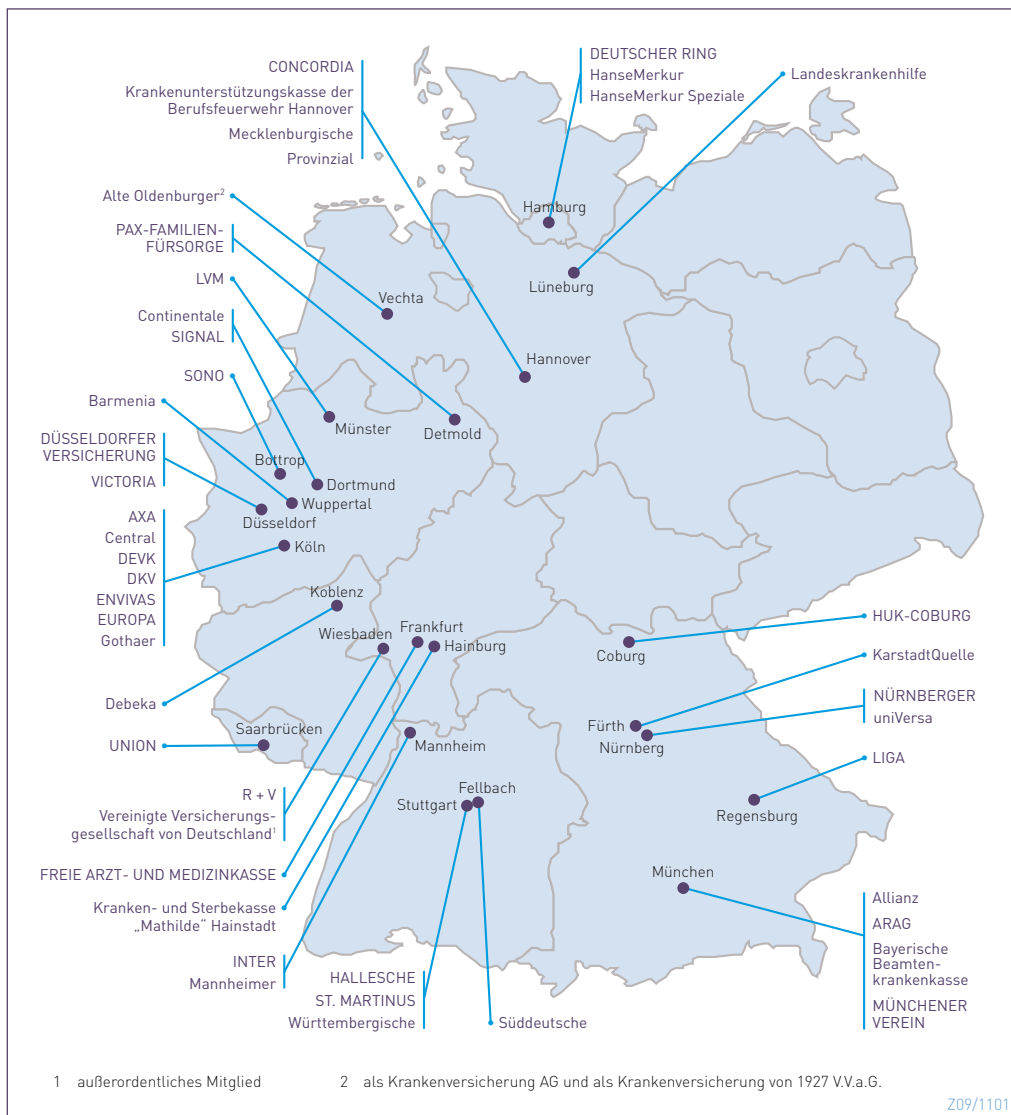 CONCORDIA
Krankenunterstützungskasse der
Berufsfeuerwehr Hannover
Mecklenburgische
Provinzial
DEUTSCHER RING
HanseMerkur
HanseMerkur Speziale
Landeskrankenhilfe
Alte Oldenburger²
PAX-FAMILIEN-
FÜRSORGE
LVM
Continentale
SIGNAL
SONO
Barmenia
DÜSSELDORFER
VERSICHERUNG
VICTORIA
AXA
Central
DEVK
DKV
ENVIVAS
EUROPA
Gothaer
Debeka
UNION
R + V
Vereinigte Versicherungs-
gesellschaft von Deutschland¹
FREIE ARZT- UND MEDIZINKASSE
Kranken- und Sterbekasse
„Mathilde“ Hainstadt
INTER
Mannheimer
HALLESCHE
ST. MARTINUS
Württembergische
Süddeutsche
Hamburg
Lüneburg
Vechta
Hannover
Münster
Detmold
Bottrop
Dortmund
Wuppertal
Düsseldorf
Köln
Koblenz
Wiesbaden
Frankfurt
Hainburg
Coburg
Saarbrücken
Mannheim
Fürth
Nürnberg
Fellbach
Stuttgart
Regensburg
München
HUK-COBURG
KarstadtQuelle
NÜRNBERGER
uniVersa
LIGA
Allianz
ARAG
Bayerische
Beamten-
krankenkasse
MÜNCHENER
VEREIN
1 außerordentliches Mitglied
2 als Krankenversicherung AG und als Krankenversicherung von 1927 V.V.a.G.
Z09/1101